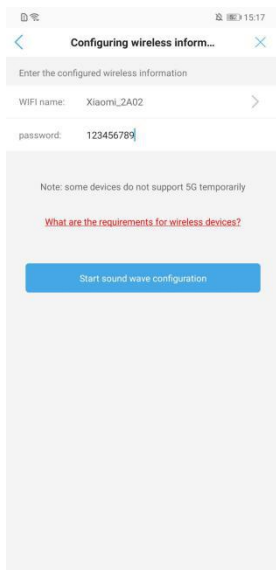 15:17
Configuring wireless inform...
Enter the configured wireless information
WIFI name: Xiaomi_2A02
password: 123456789
Note: some devices do not support 5G temporarily
What are the requirements for wireless devices?
Start sound wave configuration